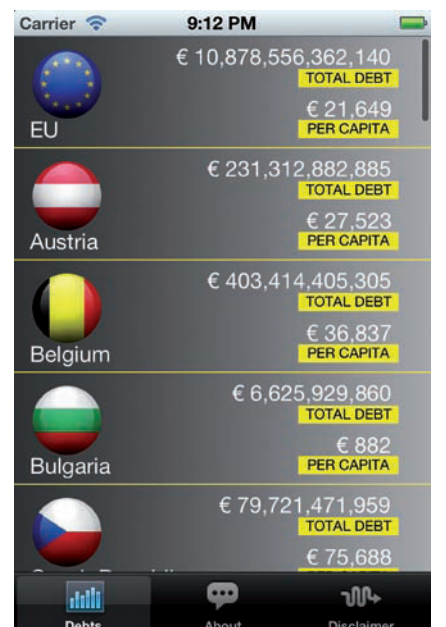 Carrier 9:12 PM
€ 10,878,556,362,140
TOTAL DEBT
€ 21,649
PER CAPITA
EU
€ 231,312,882,885
TOTAL DEBT
€ 27,523
PER CAPITA
Austria
€ 403,414,405,305
TOTAL DEBT
€ 36,837
PER CAPITA
Belgium
€ 6,625,929,860
TOTAL DEBT
€ 882
PER CAPITA
Bulgaria
€ 79,721,471,959
TOTAL DEBT
€ 75,688
Debts About Disclaimer